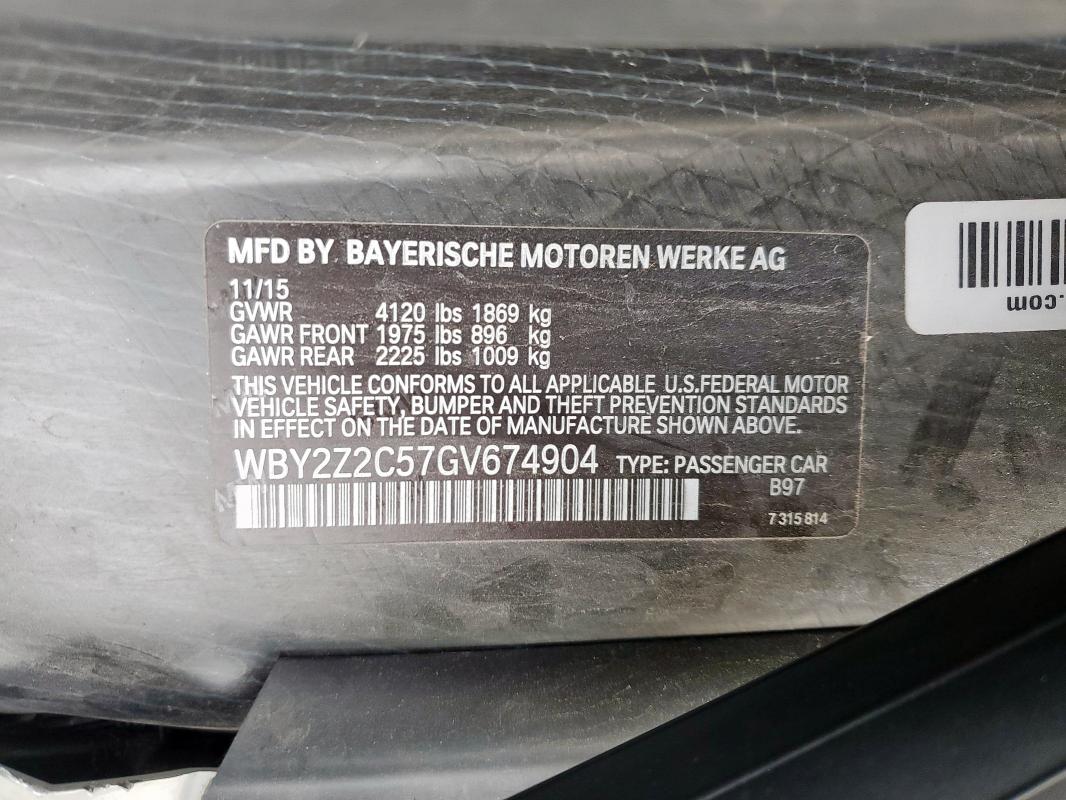 MFD BY. BAYERISCHE MOTOREN WERKE AG
11/15
GVWR 4120 lbs 1869 kg
GAWR FRONT 1975 lbs 896 kg
GAWR REAR 2225 lbs 1009 kg
THIS VEHICLE CONFORMS TO ALL APPLICABLE U.S.FEDERAL MOTOR
VEHICLE SAFETY, BUMPER AND THEFT PREVENTION STANDARDS
IN EFFECT ON THE DATE OF MANUFACTURE SHOWN ABOVE.
WBY2Z2C57GV674904 TYPE: PASSENGER CAR
B97
7 315 814
.com